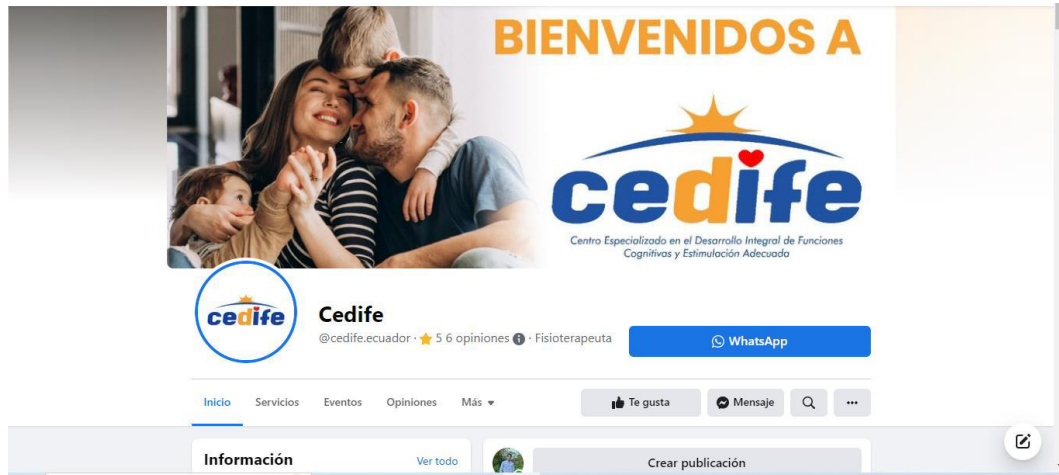 BIENVENIDOS A
cedife
Centro Especializado en el Desarrollo Integral de Funciones
Cognitivas y Estimulación Adecuada
cedife
Cedife
@cedife.ecuador · 5 6 opiniones · Fisioterapeuta
WhatsApp
Inicio Servicios Eventos Opiniones Más
Te gusta Mensaje
Información Ver todo
Crear publicación